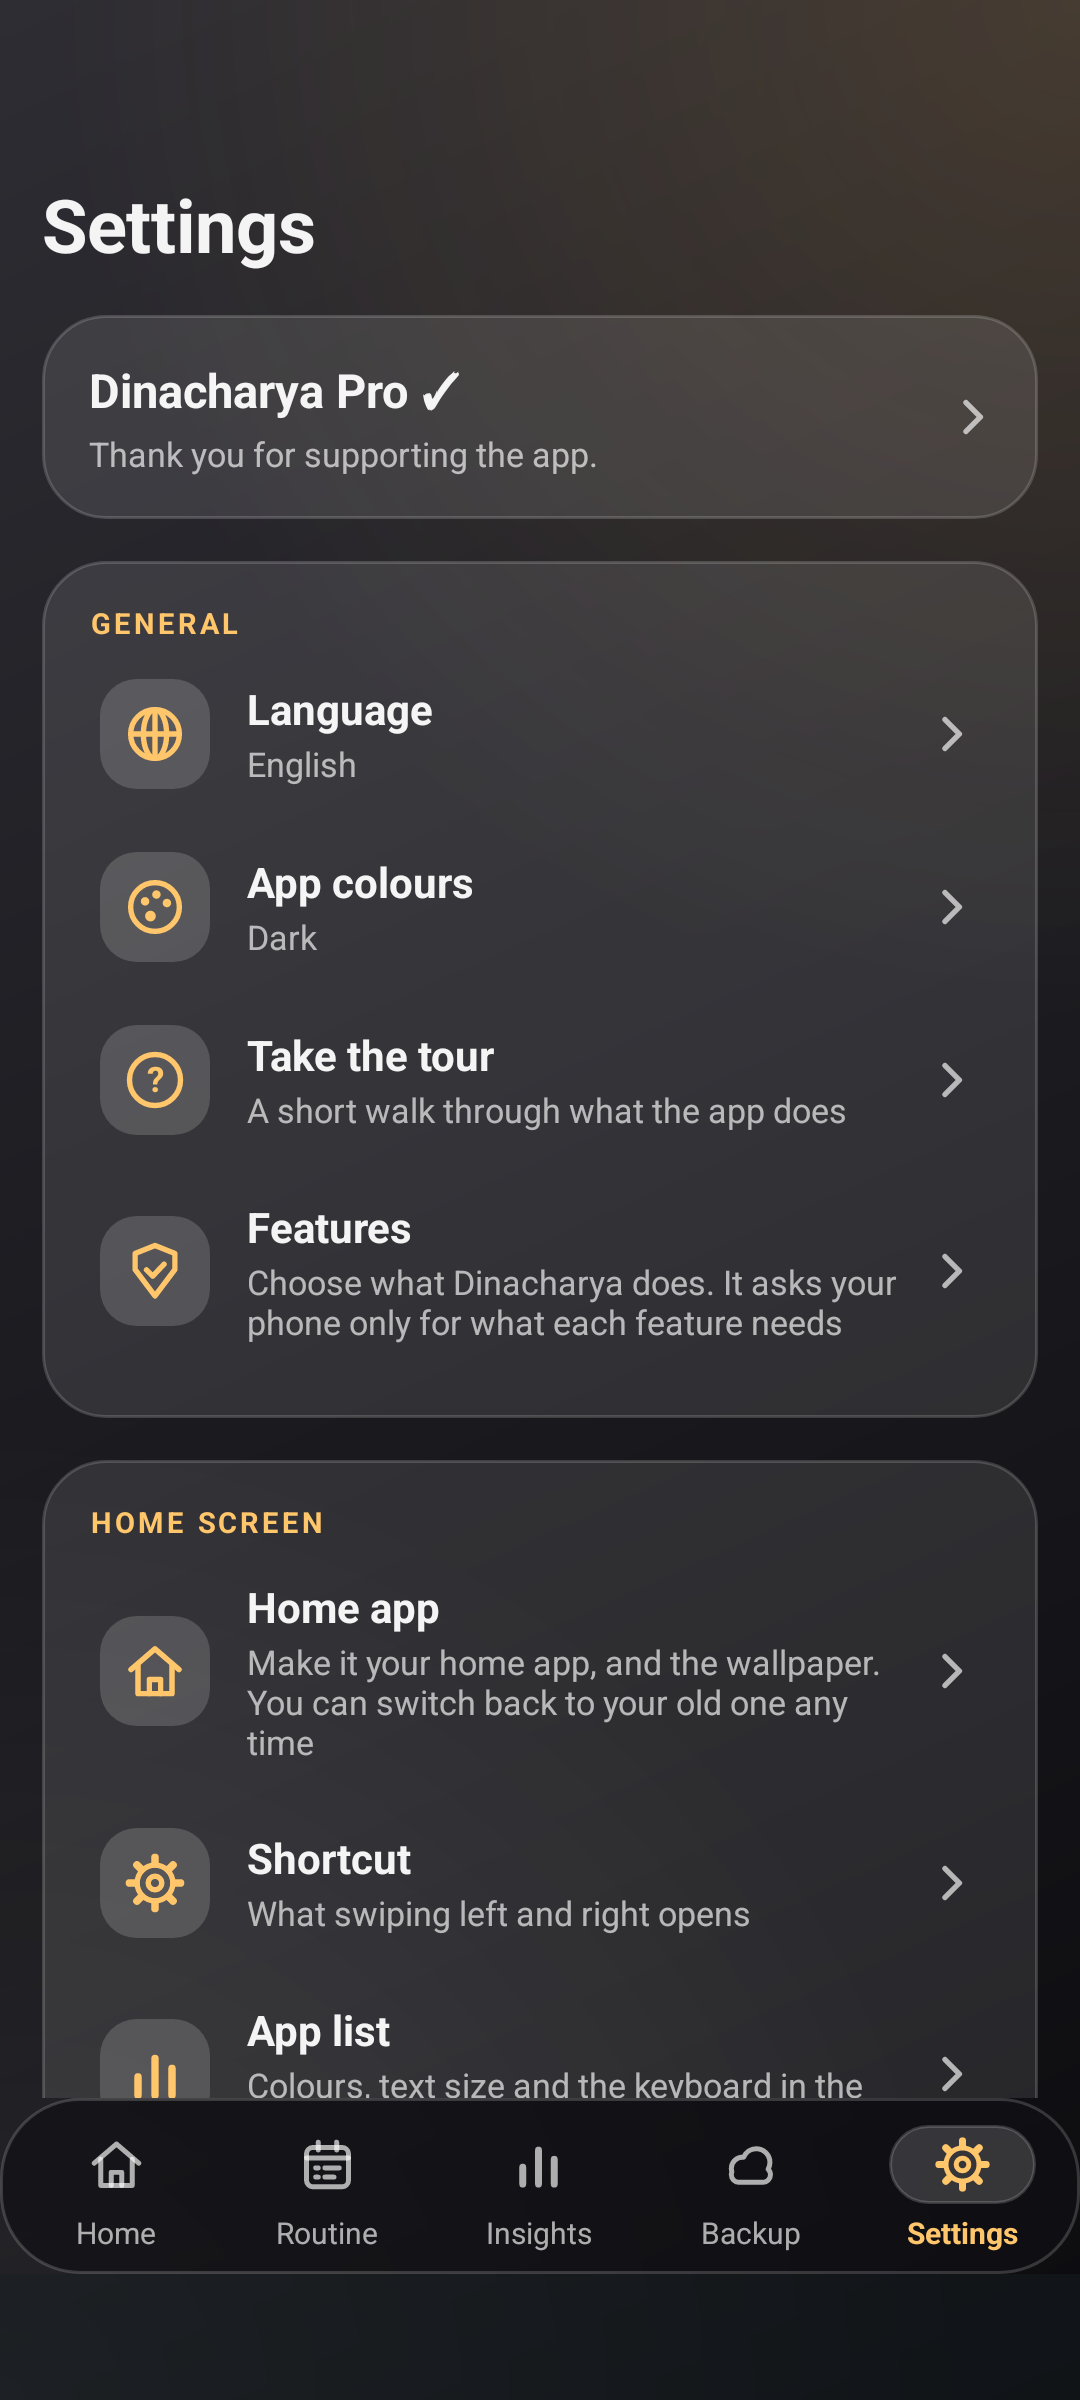 Settings
Dinacharya Pro ✓
Thank you for supporting the app.
GENERAL
Language
English
App colours
Dark
Take the tour
A short walk through what the app does
Features
Choose what Dinacharya does. It asks your
phone only for what each feature needs
HOME SCREEN
Home app
Make it your home app, and the wallpaper.
You can switch back to your old one any
time
Shortcut
What swiping left and right opens
App list
Colours, text size and the keyboard in the
Home
Routine
Insights
Backup
Settings